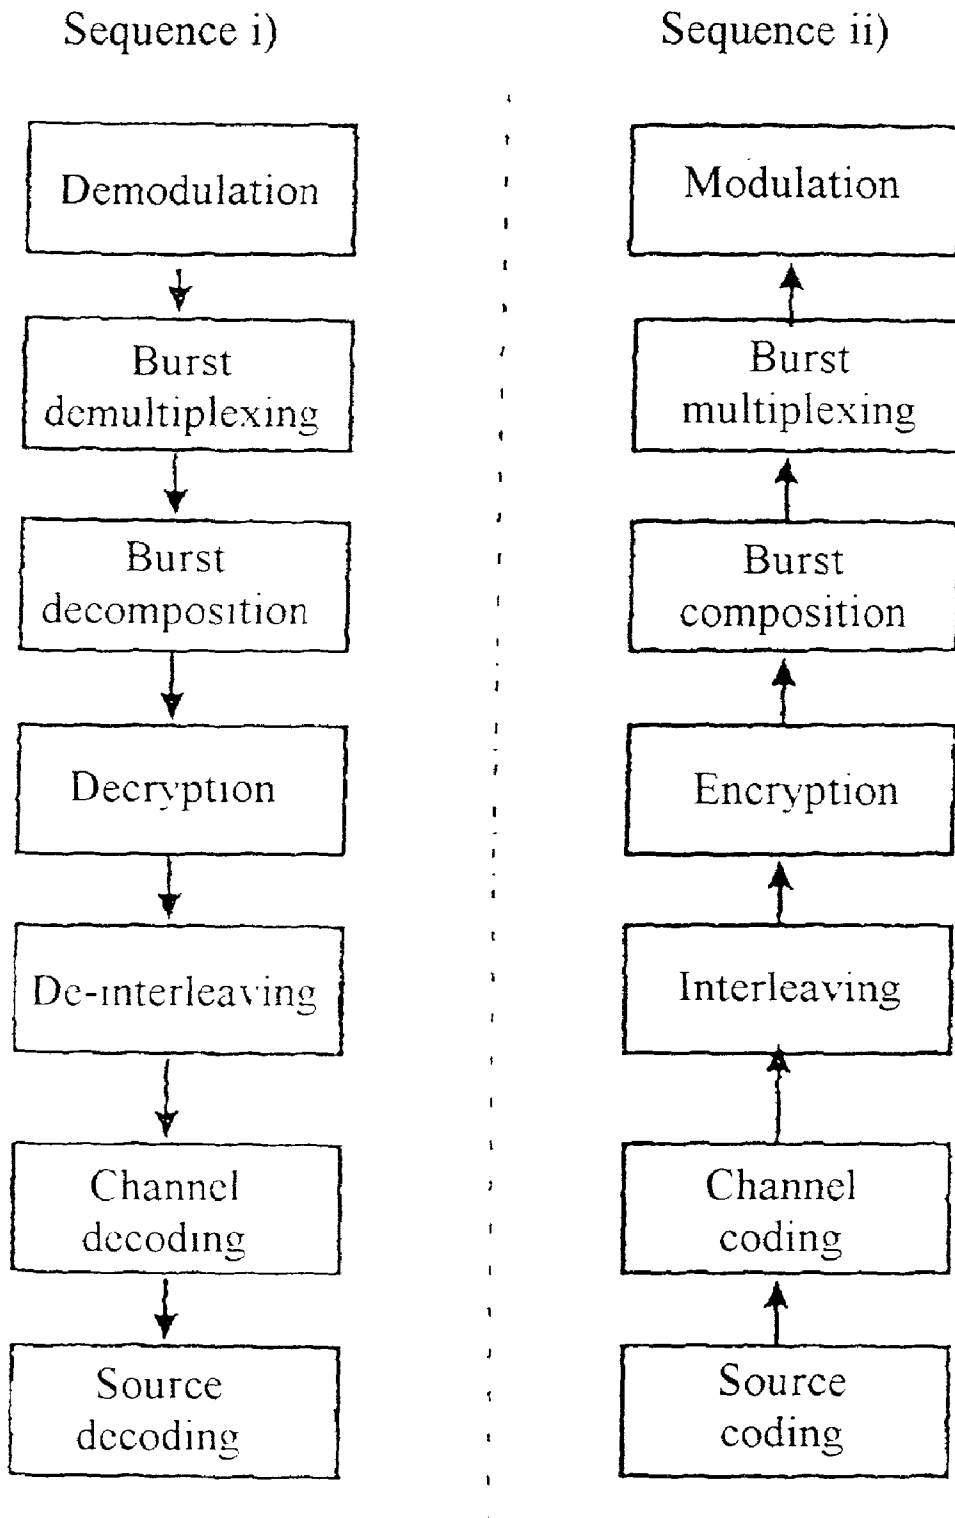 Sequence i)
Demodulation
Burst
demultiplexing
Burst
decomposition
Decryption
De-interleaving
Channel
decoding
Source
decoding
Sequence ii)
Modulation
Burst
multiplexing
Burst
composition
Encryption
Interleaving
Channel
coding
Source
coding